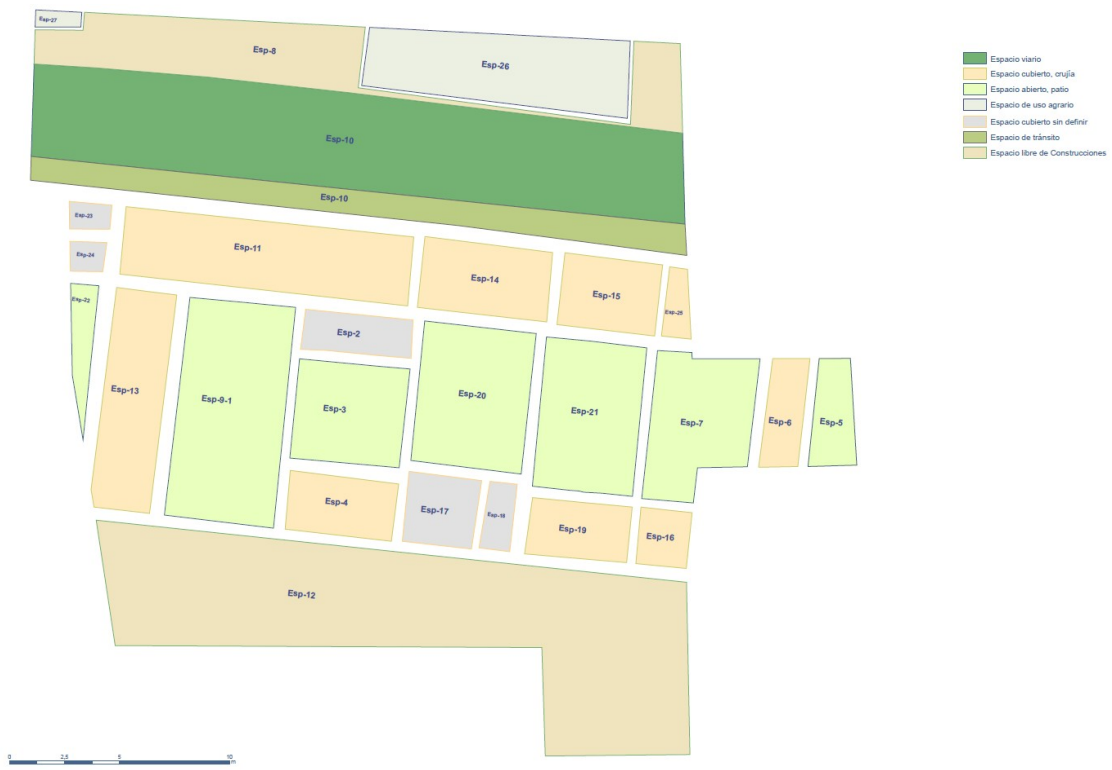 Esp-27
Esp-8
Esp-26
Espacio viario
Espacio cubierto, crujía
Espacio abierto, patio
Espacio de uso agrario
Espacio cubierto sin definir
Espacio de tránsito
Espacio libre de Construcciones
Esp-10
Esp-10
Esp-23
Esp-24
Esp-11
Esp-14
Esp-15
Esp-25
Esp-22
Esp-13
Esp-9-1
Esp-2
Esp-3
Esp-20
Esp-21
Esp-7
Esp-6
Esp-5
Esp-4
Esp-17
Esp-18
Esp-19
Esp-16
Esp-12
0 2,5 5 10
m